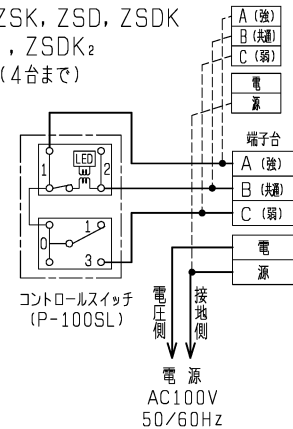 ZSK, ZSD, ZSDK
, ZSDK₂
(4台まで)
A (強)
B (共通)
C (弱)
電
源
端子台
A (強)
B (共通)
C (弱)
電
源
LED
1
2
0
1
3
コントロールスイッチ
(P-100SL)
電圧側
接地側
電 源
AC100V
50/60Hz